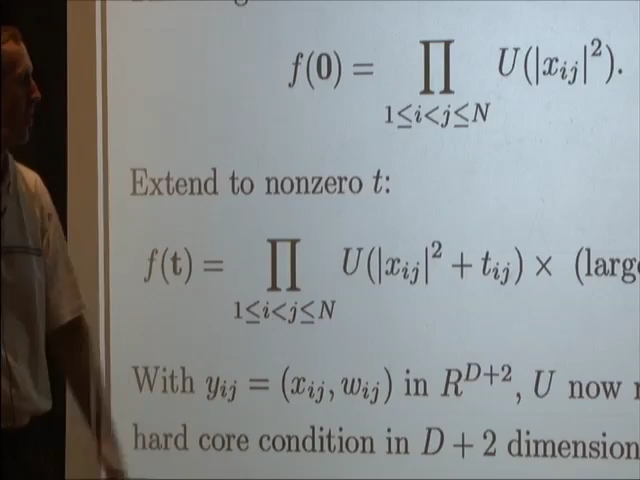 f(0) = ∏ U(|x_{ij}|^2).
1≤i<j≤N
Extend to nonzero t:
f(t) = ∏ U(|x_{ij}|^2 + t_{ij}) ×
1≤i<j≤N
With y_{ij} = (x_{ij}, w_{ij}) in R^{D+2}, U now
hard core condition in D + 2